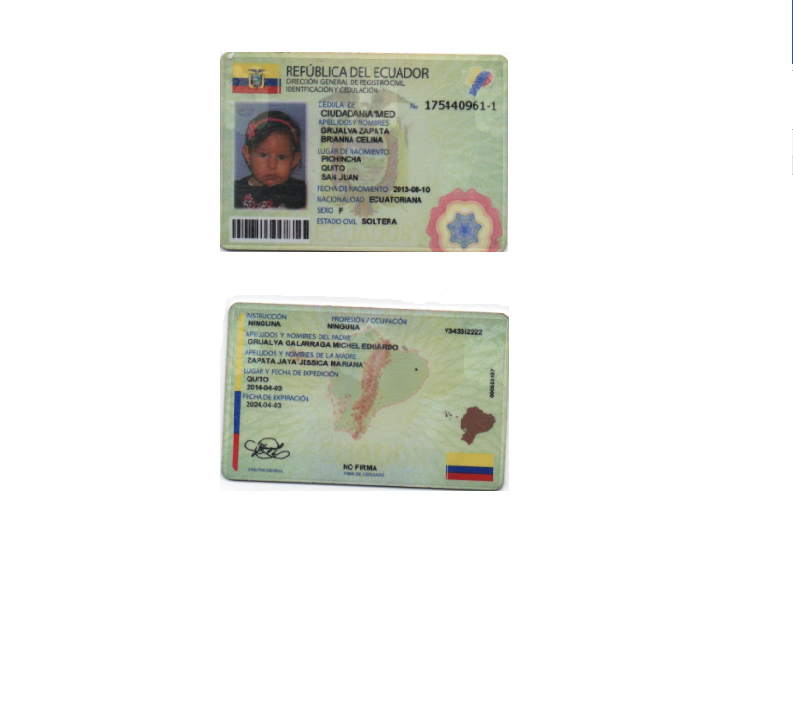 REPÚBLICA DEL ECUADOR
DIRECCIÓN GENERAL DE REGISTRO CIVIL,
IDENTIFICACIÓN Y CEDULACIÓN
CÉDULA DE No. 175440961-1
CIUDADANIA*MED
APELLIDOS Y NOMBRES
GRIJALVA ZAPATA
BRIANNA CELINA
LUGAR DE NACIMIENTO
PICHINCHA
QUITO
SAN JUAN
FECHA DE NACIMIENTO 2013-08-10
NACIONALIDAD ECUATORIANA
SEXO F
ESTADO CIVIL SOLTERA
INSTRUCCIÓN PROFESIÓN / OCUPACIÓN
NINGUNA NINGUNA
APELLIDOS Y NOMBRES DEL PADRE
GRIJALVA GALARRAGA MICHEL EDUARDO
APELLIDOS Y NOMBRES DE LA MADRE
ZAPATA JAYA JESSICA MARIANA
LUGAR Y FECHA DE EXPEDICIÓN
QUITO
2014-04-03
FECHA DE EXPIRACIÓN
2024-04-03
DIRECTOR GENERAL
NO FIRMA
FIRMA DEL CEDULADO